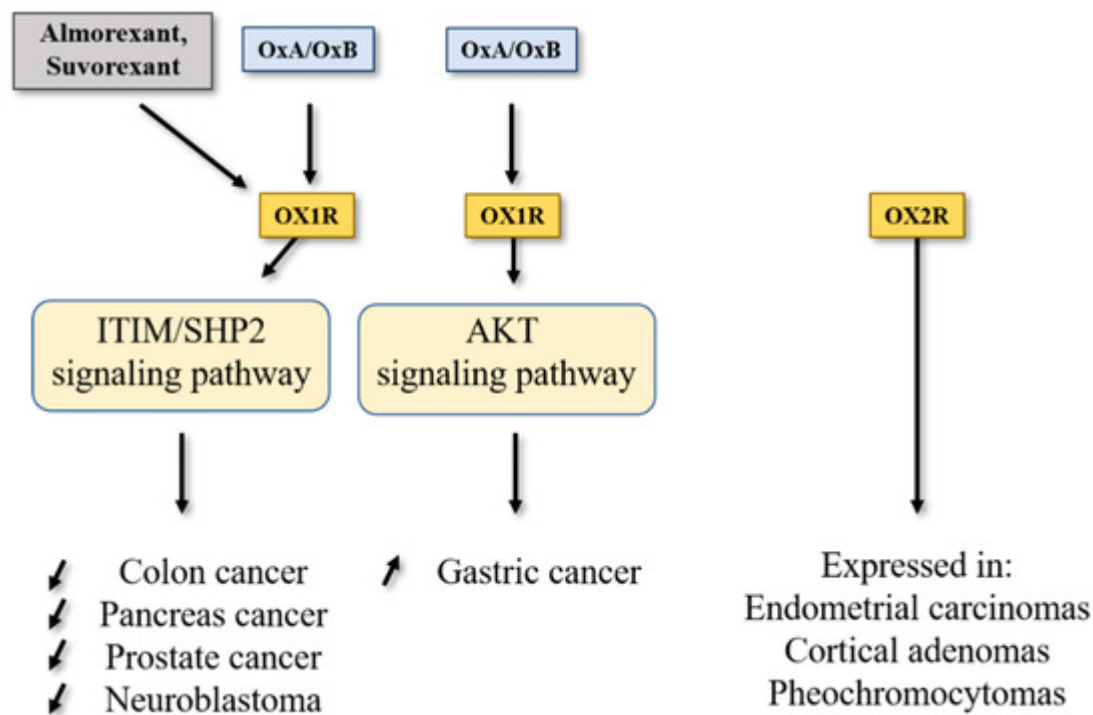 Almorexant,
Suvorexant
OxA/OxB
OxA/OxB
OX1R
OX1R
OX2R
ITIM/SHP2
signaling pathway
AKT
signaling pathway
Colon cancer
Pancreas cancer
Prostate cancer
Neuroblastoma
Gastric cancer
Expressed in:
Endometrial carcinomas
Cortical adenomas
Pheochromocytomas